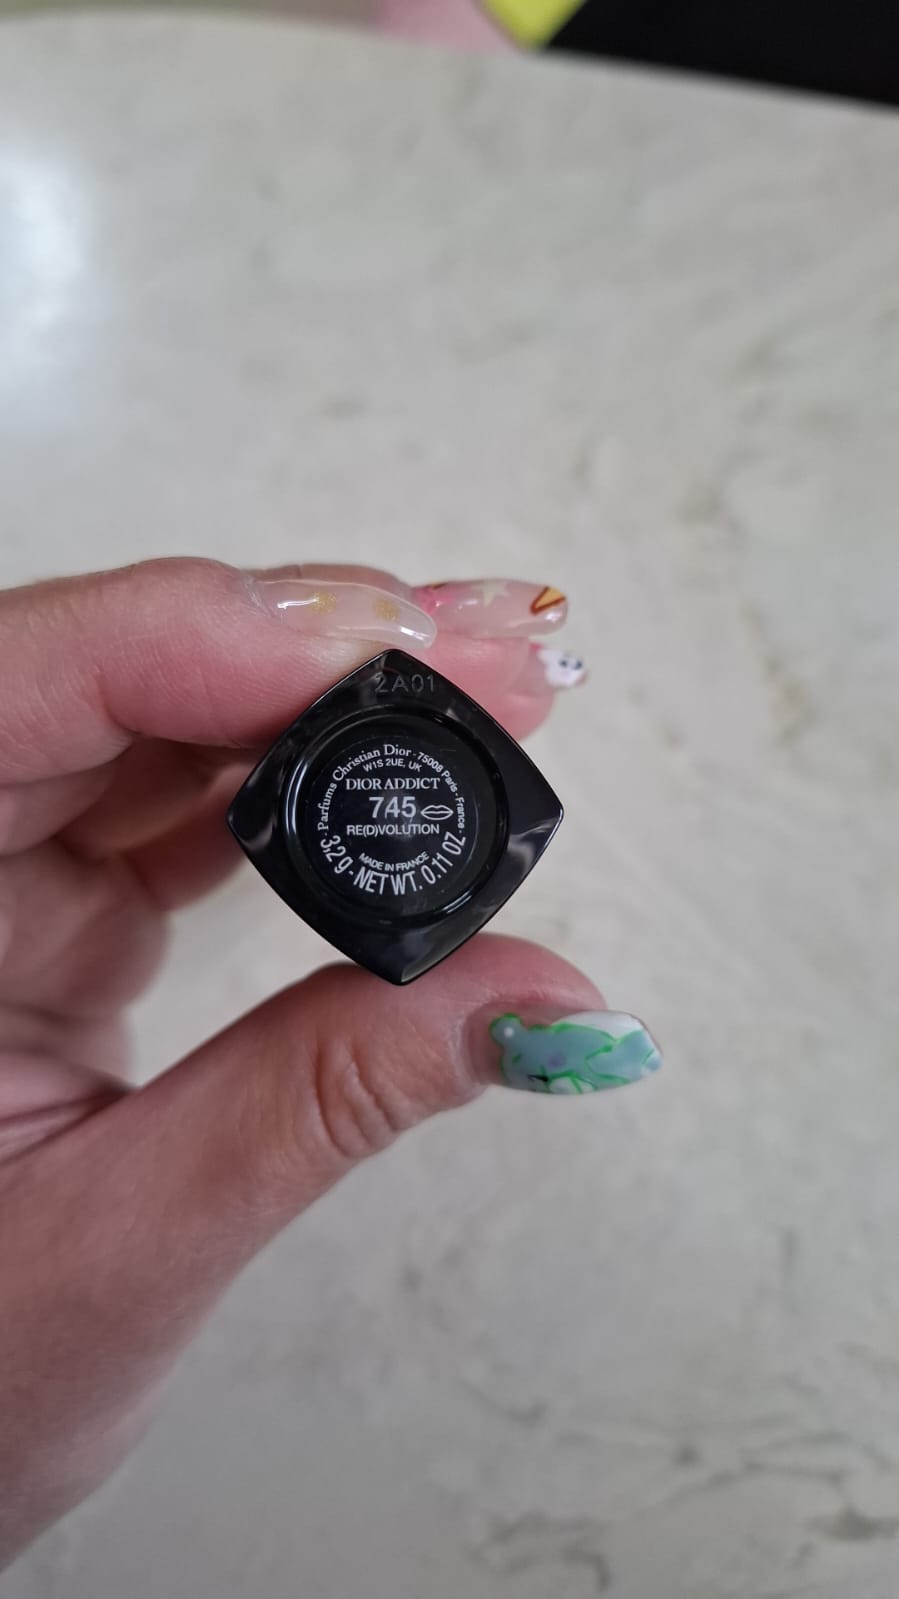 2A01
Parfums Christian Dior - 75008 Paris - France -
W1S 2UE, UK
DIOR ADDICT
745
RE(D)VOLUTION
MADE IN FRANCE
3,2 g - NET WT. 0.11 OZ